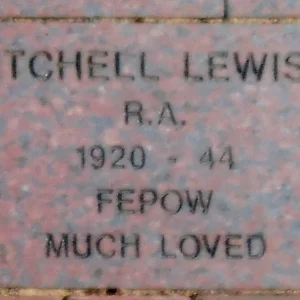 TCHELL LEWIS
R.A.
1920 - 44
FEPOW
MUCH LOVED